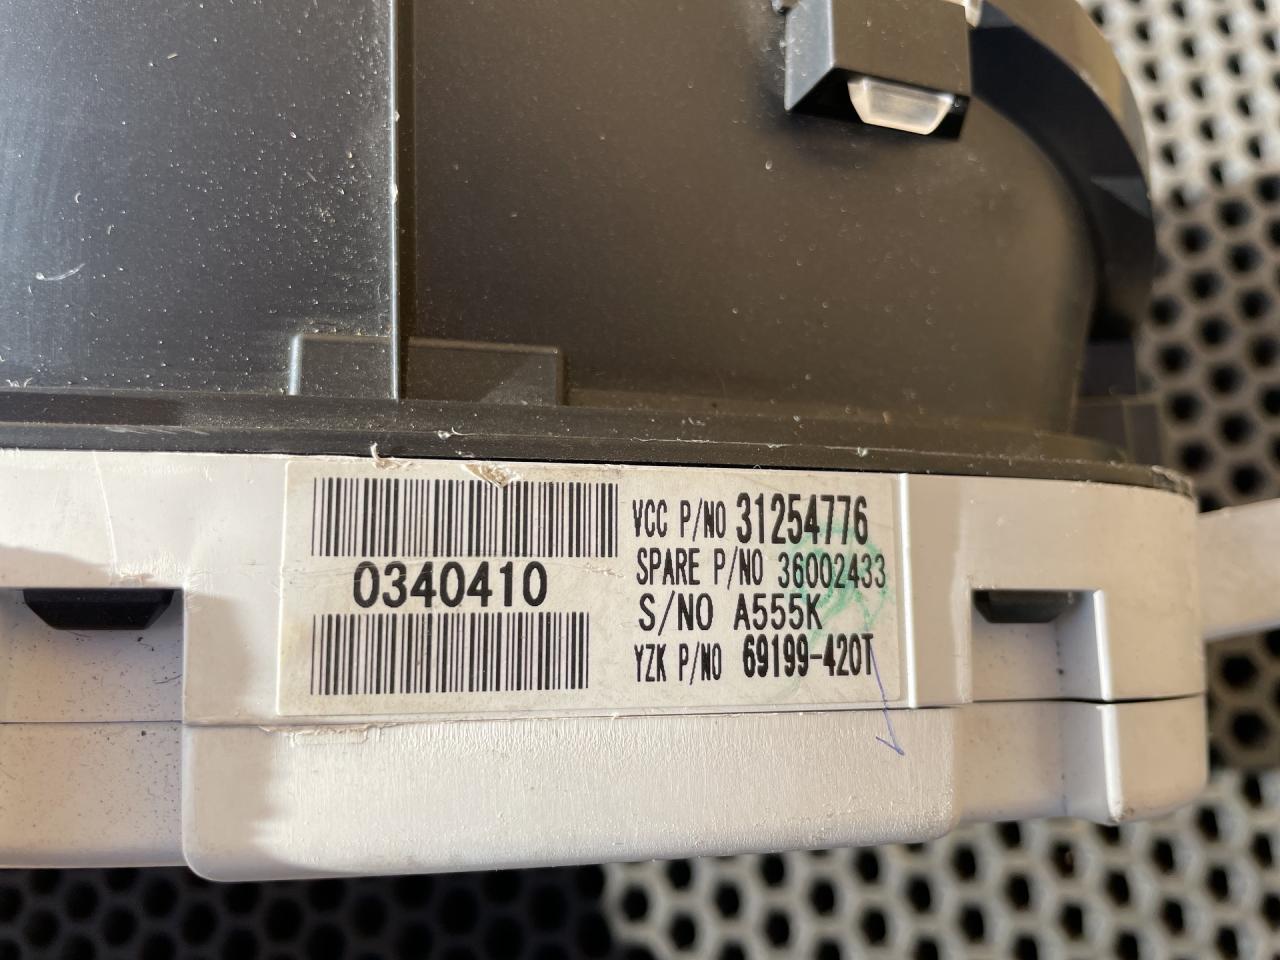 0340410
VCC P/NO 31254776
SPARE P/NO 36002433
S/NO A555K
YZK P/NO 69199-420T